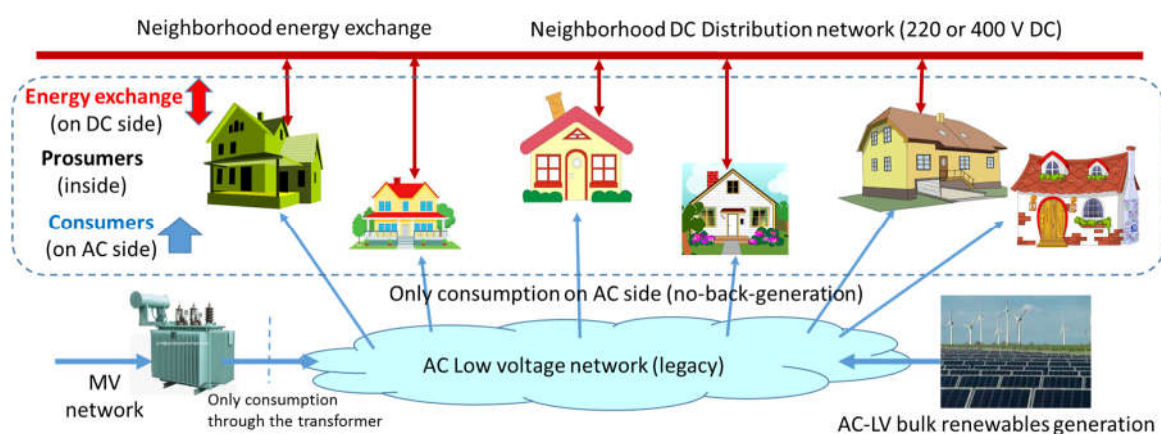 Neighborhood energy exchange
Neighborhood DC Distribution network (220 or 400 V DC)
Energy exchange
(on DC side)
Prosumers
(inside)
Consumers
(on AC side)
Only consumption on AC side (no-back-generation)
MV
network
Only consumption
through the transformer
AC Low voltage network (legacy)
AC-LV bulk renewables generation